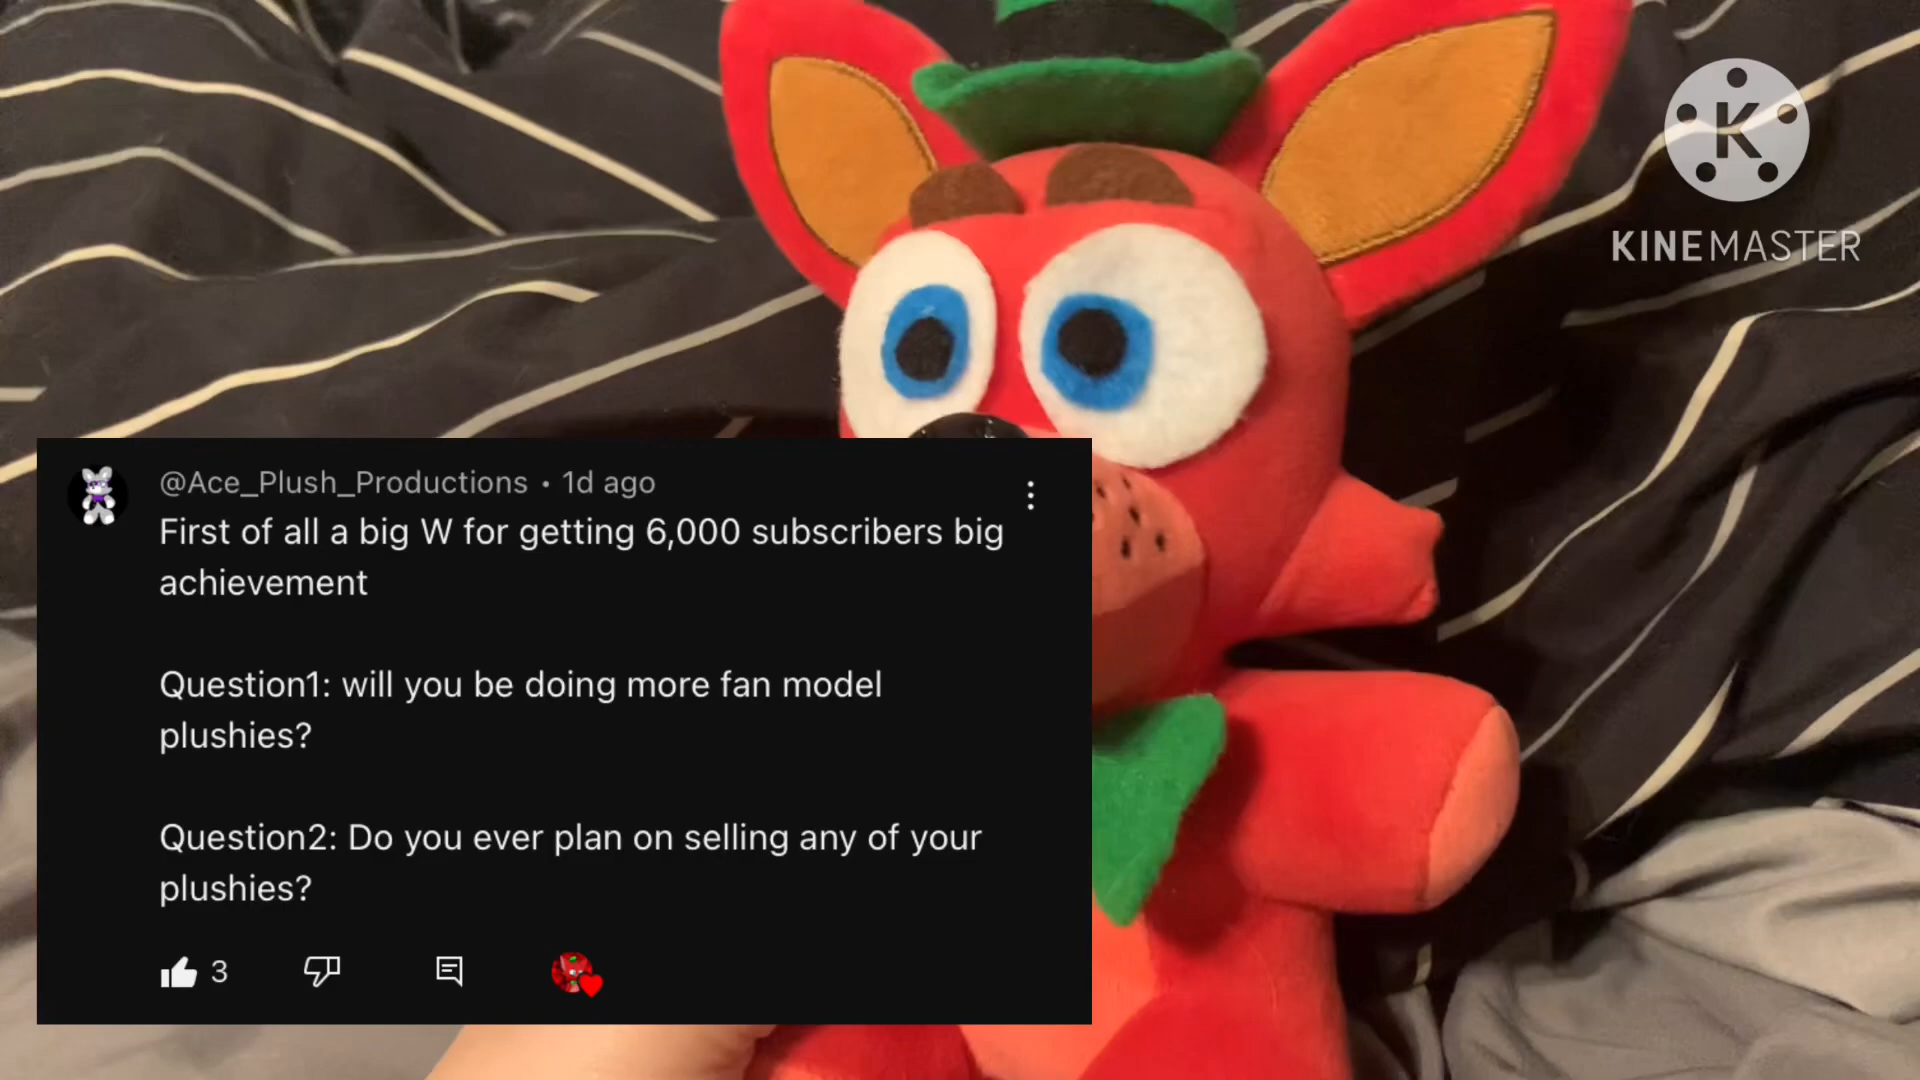 K
KINEMASTER
@Ace_Plush_Productions • 1d ago
First of all a big W for getting 6,000 subscribers big
achievement
Question1: will you be doing more fan model
plushies?
Question2: Do you ever plan on selling any of your
plushies?
3